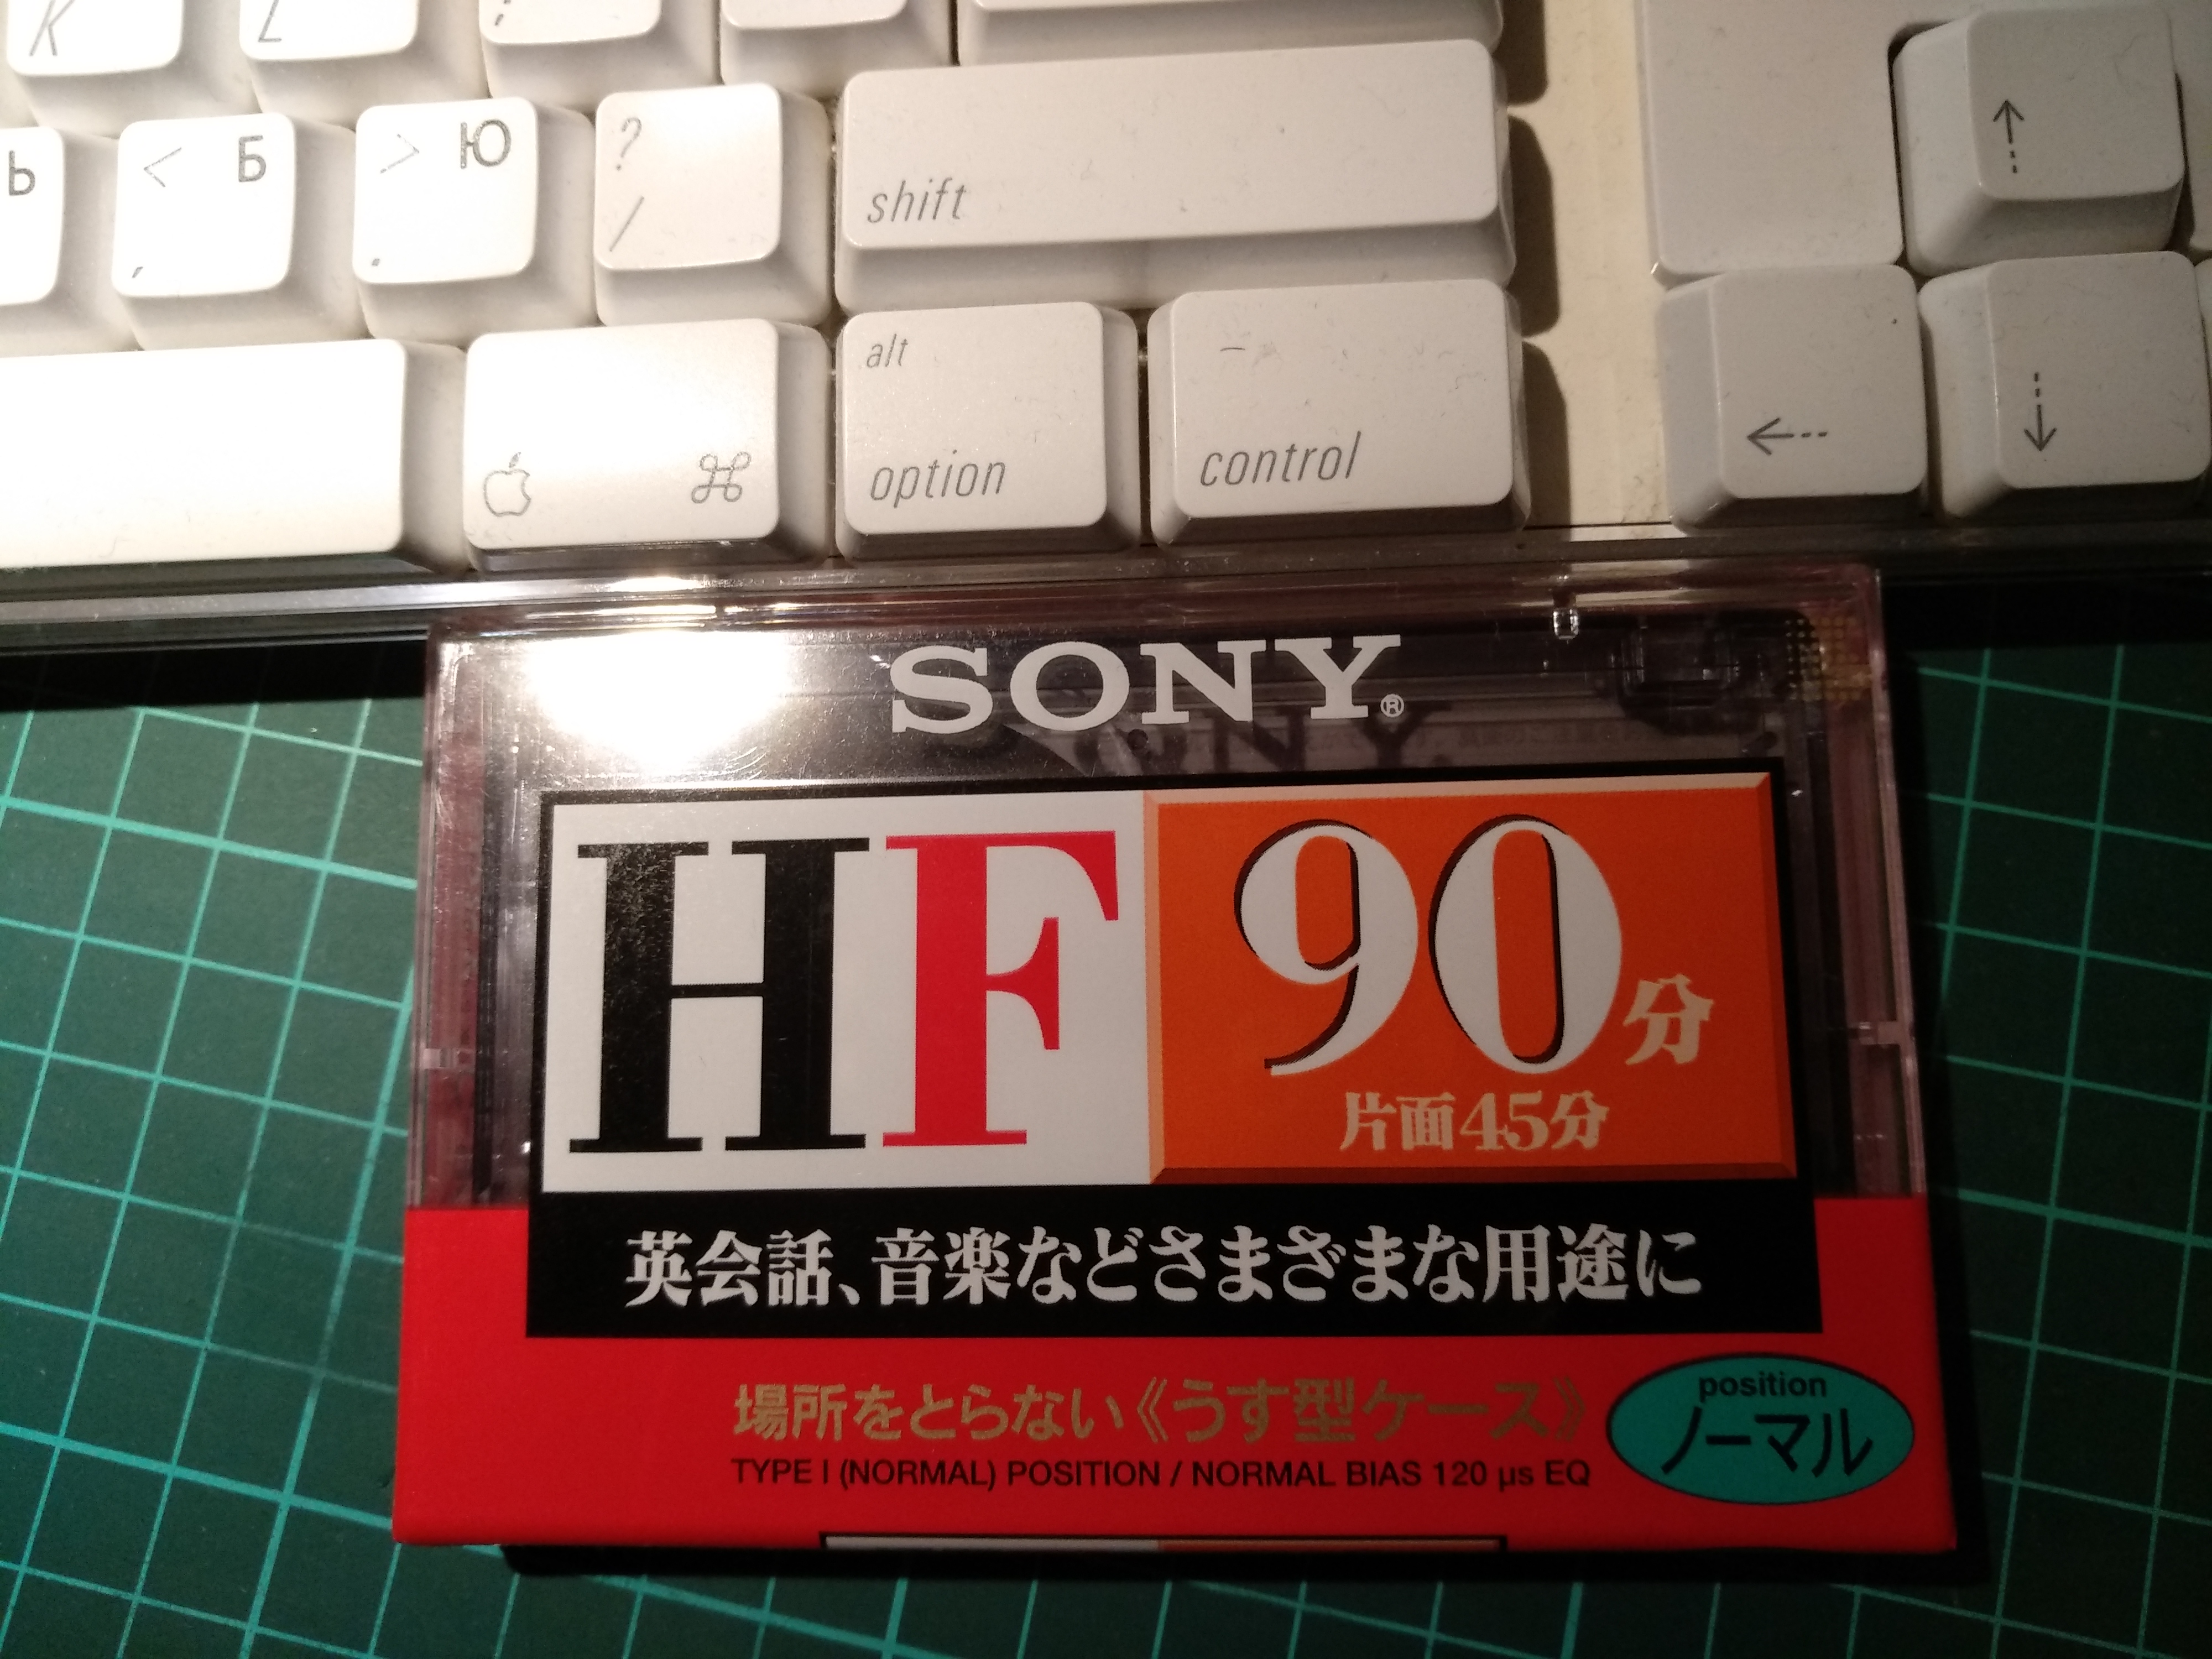 K L ;
Ь < Б , > Ю . ? / shift ↑
⌘ alt option control ← ↓
SONY®
HF 90分
片面45分
英会話、音楽などさまざまな用途に
場所をとらない《うす型ケース》
TYPE I (NORMAL) POSITION / NORMAL BIAS 120 μs EQ
position
ノーマル